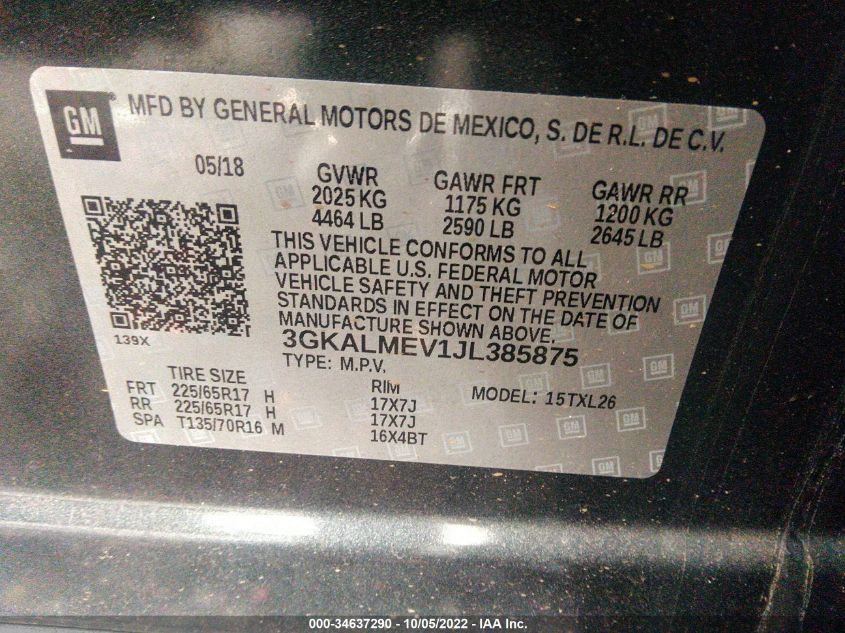 GM
MFD BY GENERAL MOTORS DE MEXICO, S. DE R.L. DE C.V.
05/18
GVWR
2025 KG
4464 LB
GAWR FRT
1175 KG
2590 LB
GAWR RR
1200 KG
2645 LB
THIS VEHICLE CONFORMS TO ALL
APPLICABLE U.S. FEDERAL MOTOR
VEHICLE SAFETY AND THEFT PREVENTION
STANDARDS IN EFFECT ON THE DATE OF
MANUFACTURE SHOWN ABOVE.
3GKALMEV1JL385875
TYPE: M.P.V.
139X
TIRE SIZE
FRT 225/65R17 H
RR 225/65R17 H
SPA T135/70R16 M
RIM
17X7J
17X7J
16X4BT
MODEL: 15TXL26
000-34637290 - 10/05/2022 - IAA Inc.